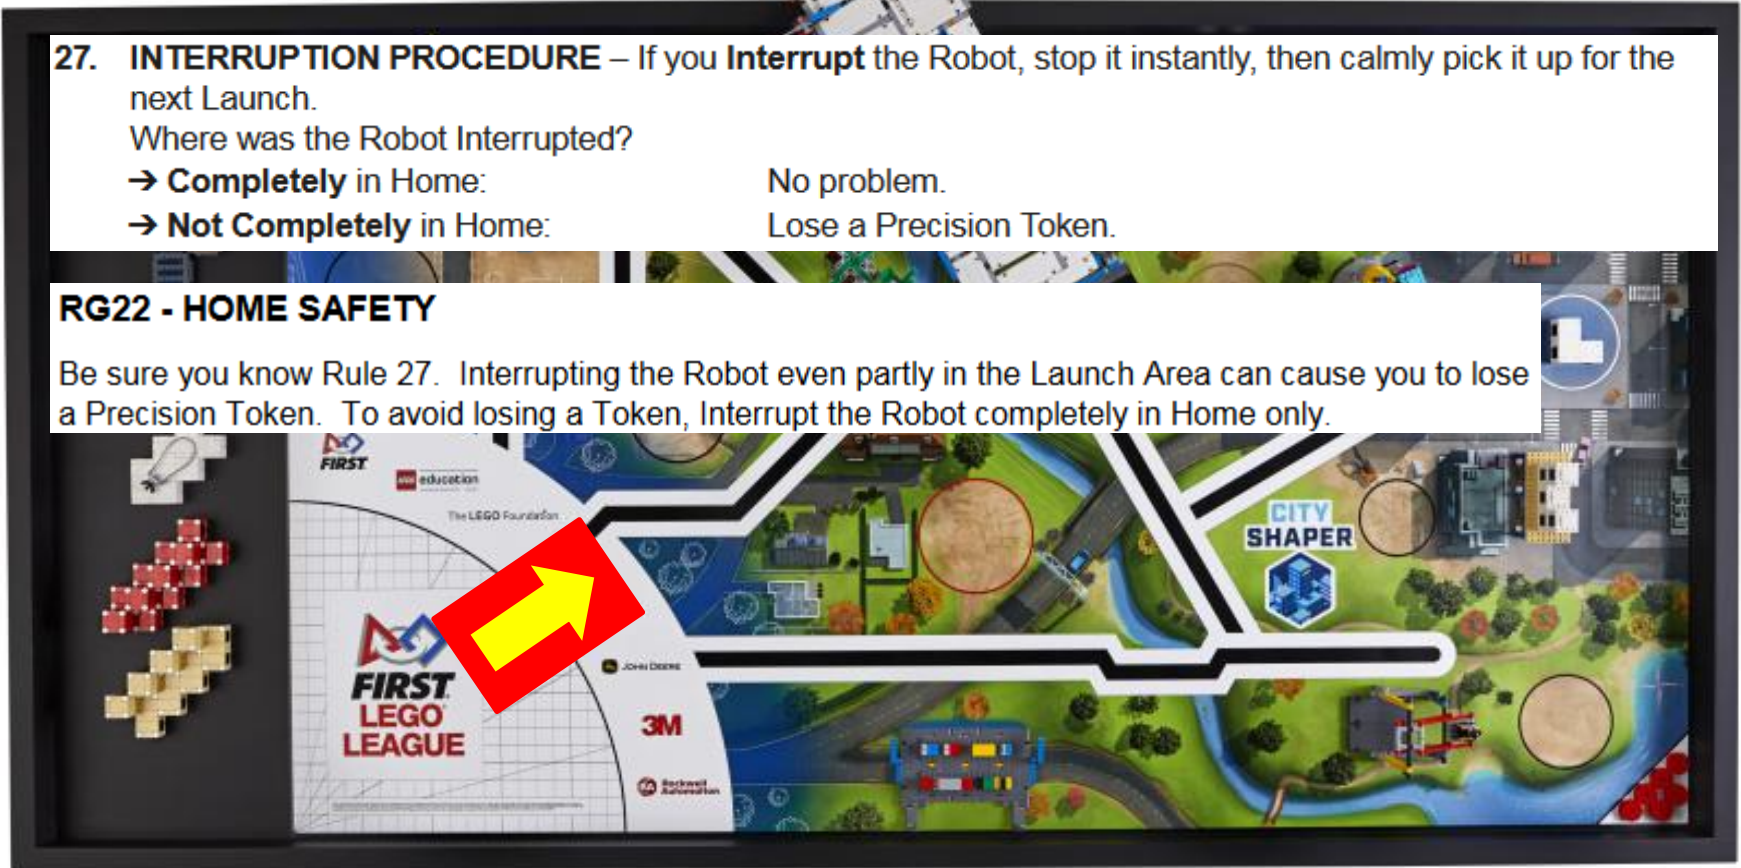 27. INTERRUPTION PROCEDURE – If you Interrupt the Robot, stop it instantly, then calmly pick it up for the
next Launch.
Where was the Robot Interrupted?
➔ Completely in Home: No problem.
➔ Not Completely in Home: Lose a Precision Token.
RG22 - HOME SAFETY
Be sure you know Rule 27. Interrupting the Robot even partly in the Launch Area can cause you to lose
a Precision Token. To avoid losing a Token, Interrupt the Robot completely in Home only.
FIRST
education
The LEGO Foundation
CITY
SHAPER
JOHN DEERE
FIRST
LEGO
LEAGUE
3M
Rockwell
Automation